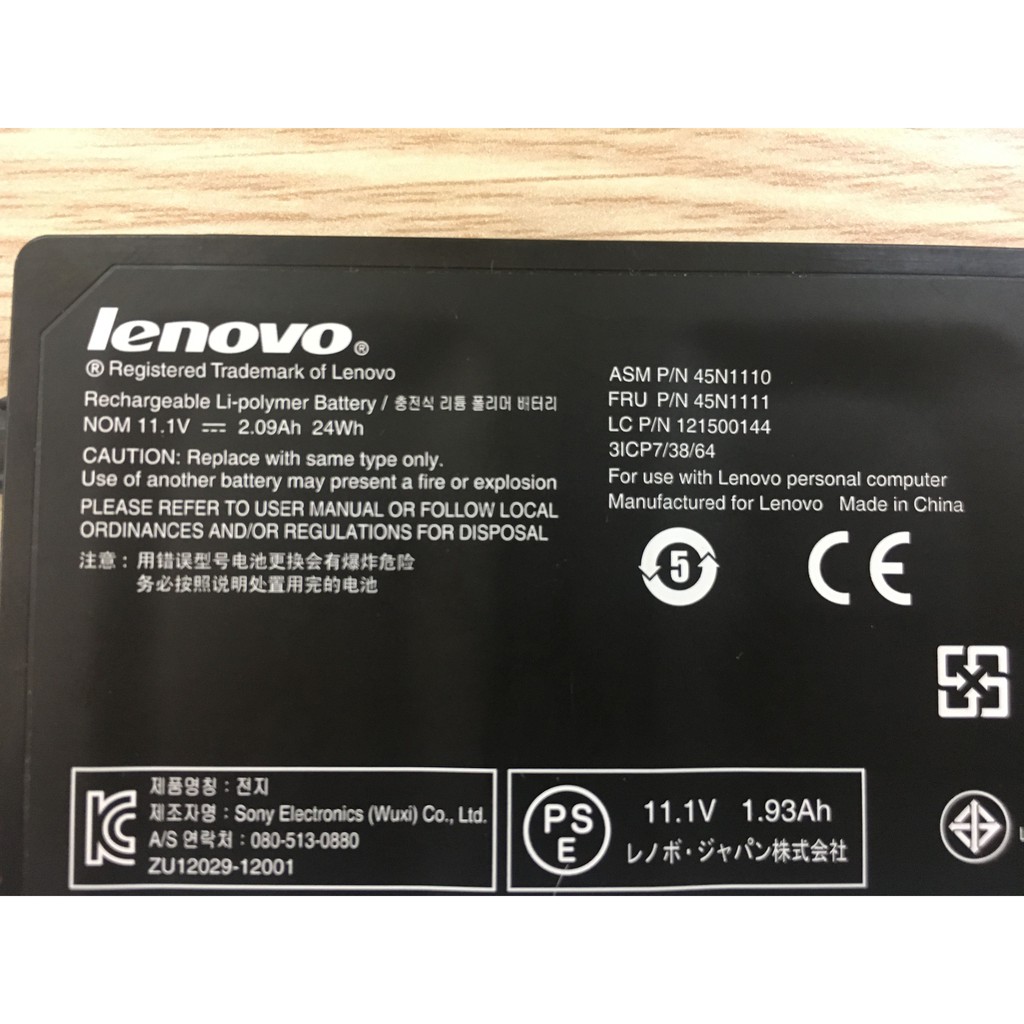 lenovo®
® Registered Trademark of Lenovo
Rechargeable Li-polymer Battery / 충전식 리튬 폴리머 배터리
NOM 11.1V ⎓ 2.09Ah 24Wh
CAUTION: Replace with same type only.
Use of another battery may present a fire or explosion
PLEASE REFER TO USER MANUAL OR FOLLOW LOCAL
ORDINANCES AND/OR REGULATIONS FOR DISPOSAL
注意：用错误型号电池更换会有爆炸危险
务必按照说明处置用完的电池
ASM P/N 45N1110
FRU P/N 45N1111
LC P/N 121500144
3ICP7/38/64
For use with Lenovo personal computer
Manufactured for Lenovo Made in China
5
CE
제품명칭 : 전지
제조자명 : Sony Electronics (Wuxi) Co., Ltd.
A/S 연락처 : 080-513-0880
ZU12029-12001
PS
E
11.1V 1.93Ah
レノボ・ジャパン株式会社